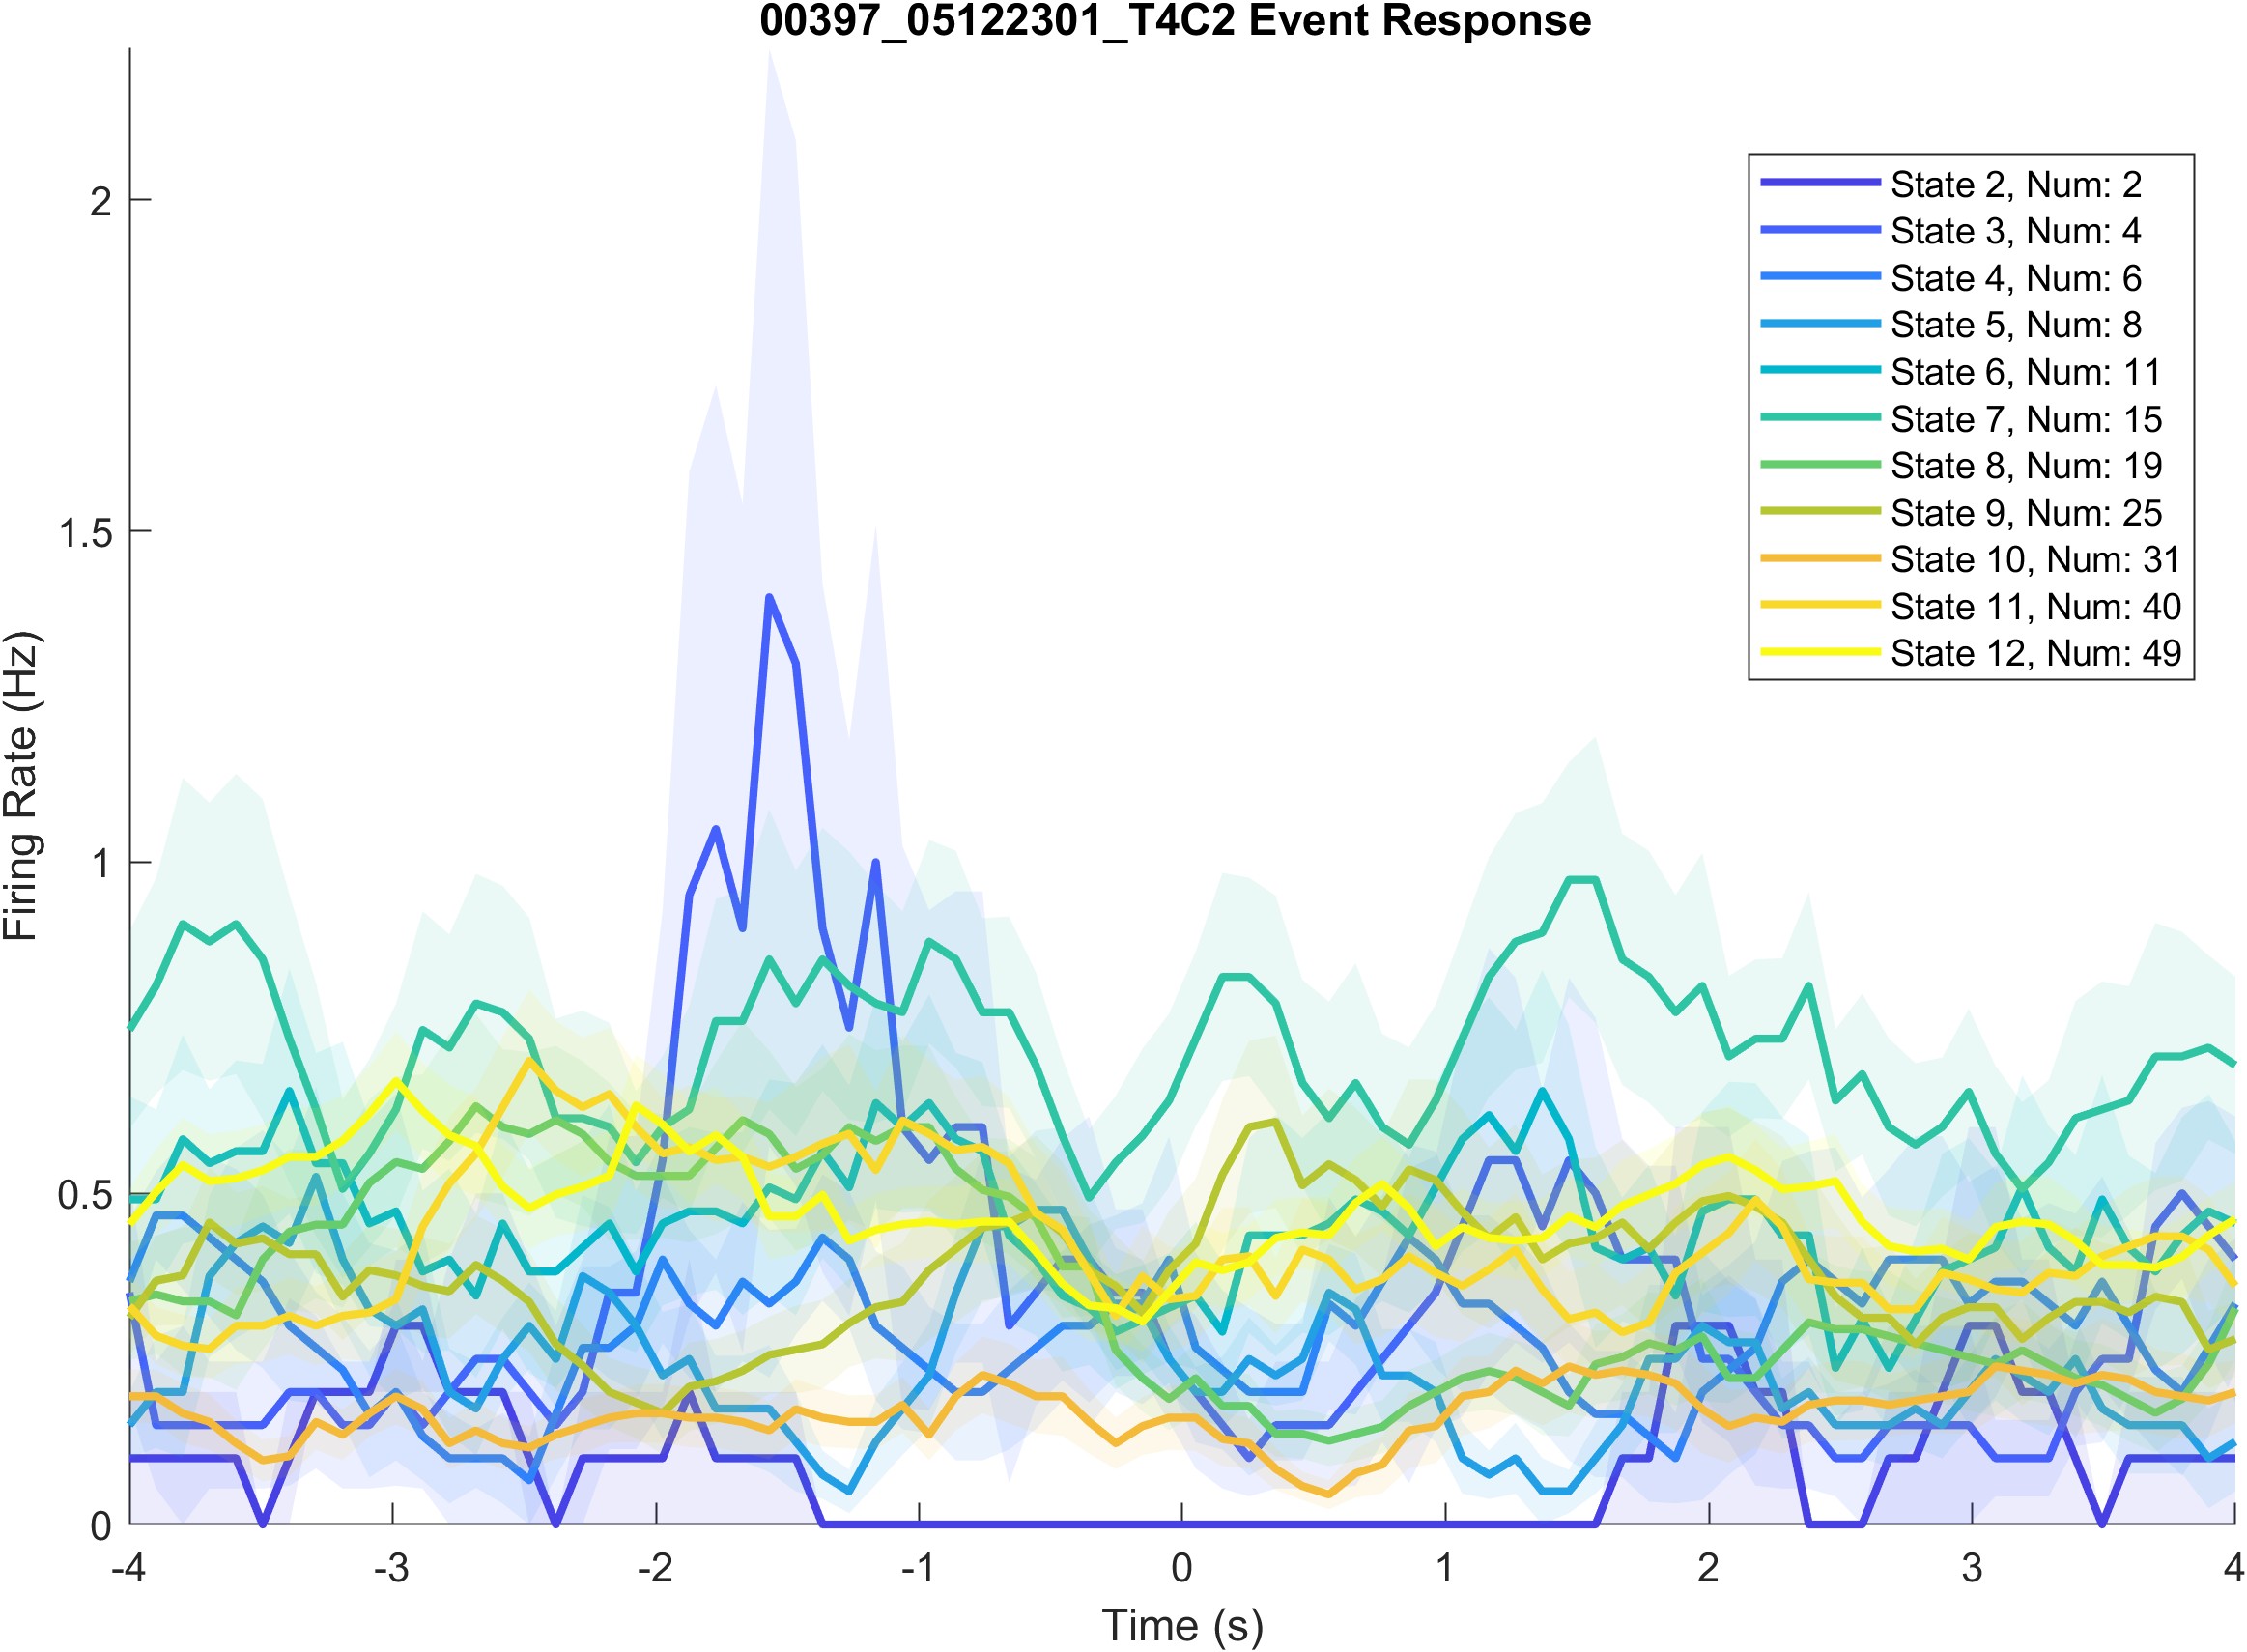 00397_05122301_T4C2 Event Response
Firing Rate (Hz)
2
1.5
1
0.5
0
State 2, Num: 2
State 3, Num: 4
State 4, Num: 6
State 5, Num: 8
State 6, Num: 11
State 7, Num: 15
State 8, Num: 19
State 9, Num: 25
State 10, Num: 31
State 11, Num: 40
State 12, Num: 49
-4 -3 -2 -1 0 1 2 3 4
Time (s)